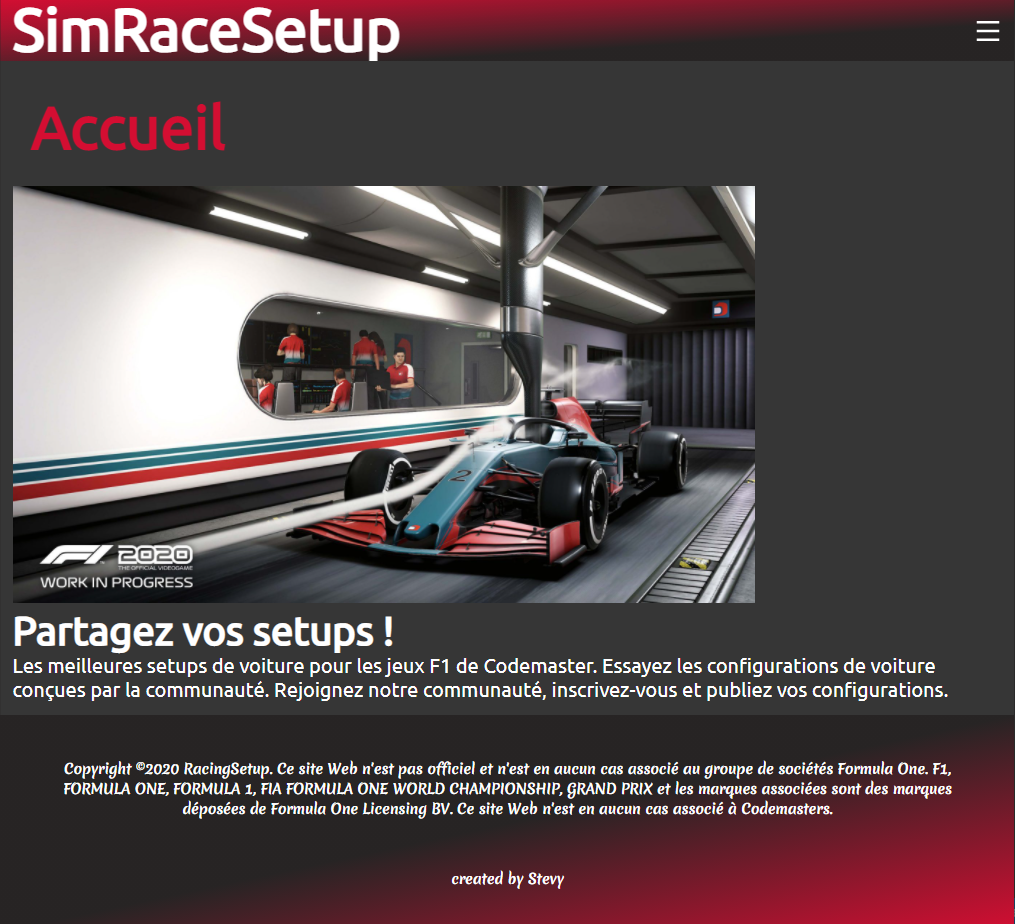 SimRaceSetup
Accueil
2
F1 2020
THE OFFICIAL VIDEOGAME
WORK IN PROGRESS
Partagez vos setups !
Les meilleures setups de voiture pour les jeux F1 de Codemaster. Essayez les configurations de voiture
conçues par la communauté. Rejoignez notre communauté, inscrivez-vous et publiez vos configurations.
Copyright ©2020 RacingSetup. Ce site Web n'est pas officiel et n'est en aucun cas associé au groupe de sociétés Formula One. F1,
FORMULA ONE, FORMULA 1, FIA FORMULA ONE WORLD CHAMPIONSHIP, GRAND PRIX et les marques associées sont des marques
déposées de Formula One Licensing BV. Ce site Web n'est en aucun cas associé à Codemasters.
created by Stevy